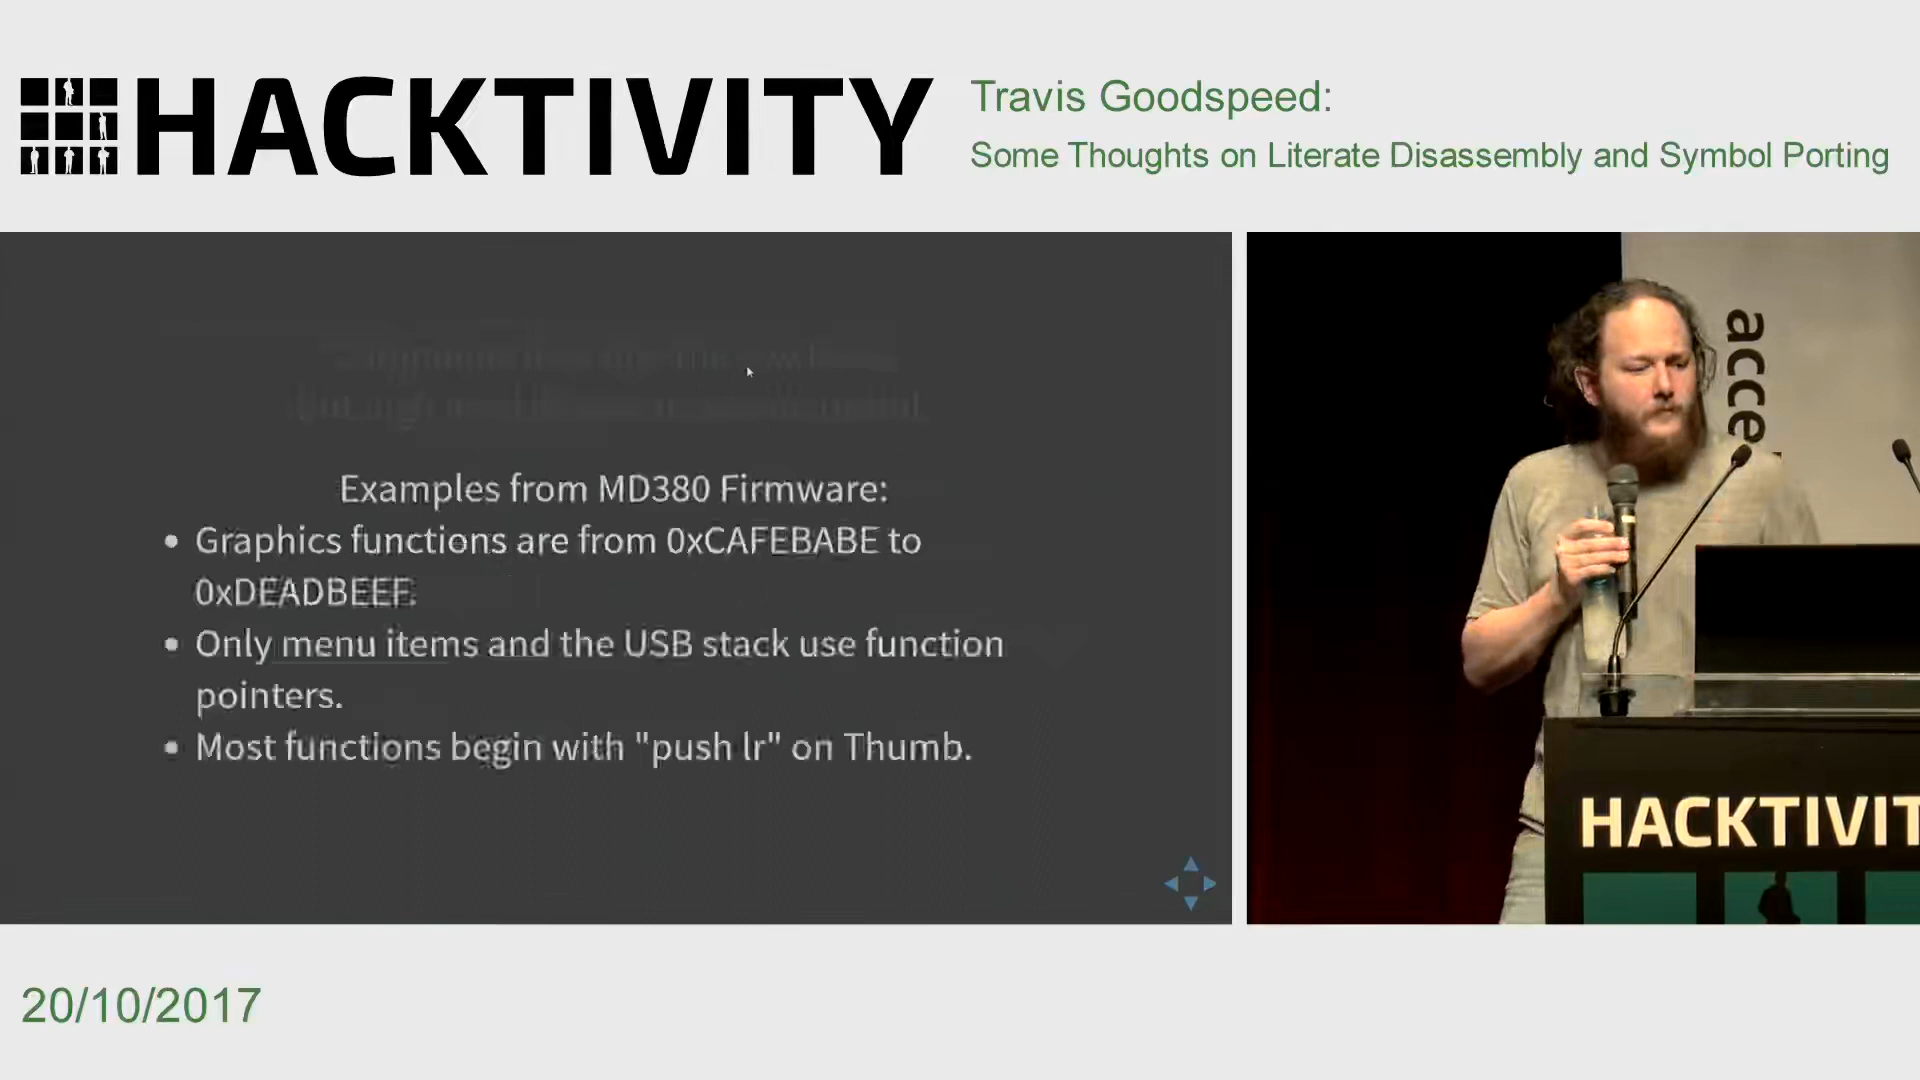 HACKTIVITY
Travis Goodspeed:
Some Thoughts on Literate Disassembly and Symbol Porting
Examples from MD380 Firmware:
• Graphics functions are from 0xCAFEBABE to
0xDEADBEEF.
• Only menu items and the USB stack use function
pointers.
• Most functions begin with "push lr" on Thumb.
acce
HACKTIVIT
20/10/2017